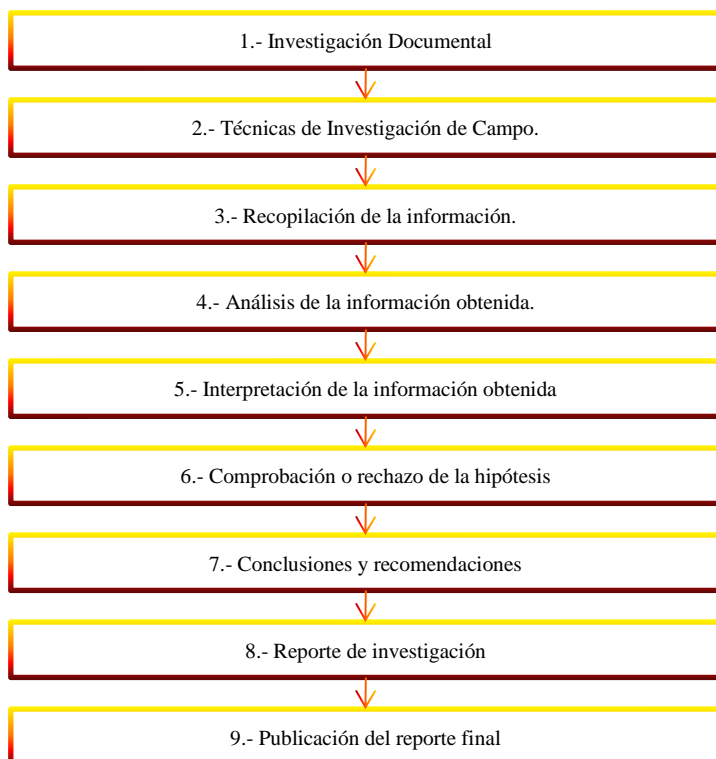 1.- Investigación Documental
2.- Técnicas de Investigación de Campo.
3.- Recopilación de la información.
4.- Análisis de la información obtenida.
5.- Interpretación de la información obtenida
6.- Comprobación o rechazo de la hipótesis
7.- Conclusiones y recomendaciones
8.- Reporte de investigación
9.- Publicación del reporte final